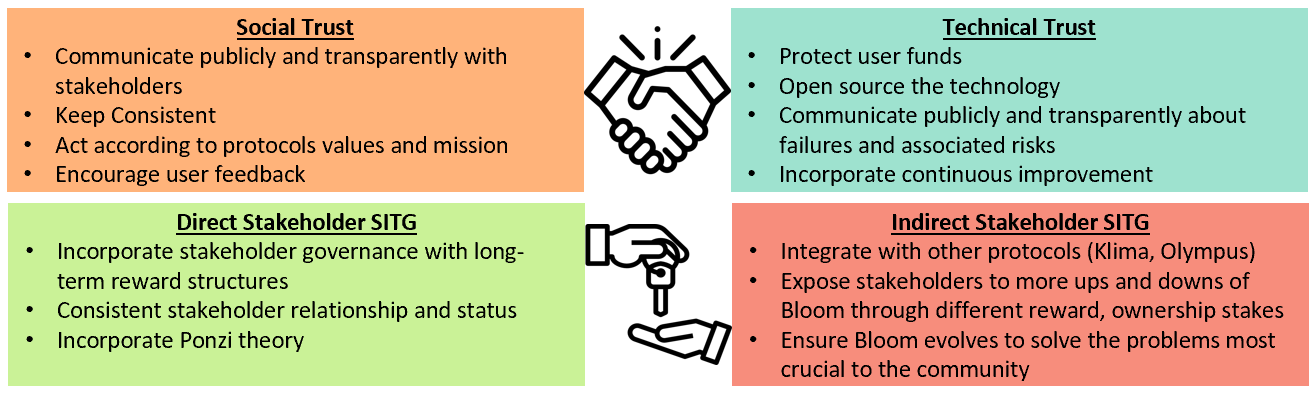 Social Trust
• Communicate publicly and transparently with
stakeholders
• Keep Consistent
• Act according to protocols values and mission
• Encourage user feedback
Technical Trust
• Protect user funds
• Open source the technology
• Communicate publicly and transparently about
failures and associated risks
• Incorporate continuous improvement
Direct Stakeholder SITG
• Incorporate stakeholder governance with long-
term reward structures
• Consistent stakeholder relationship and status
• Incorporate Ponzi theory
Indirect Stakeholder SITG
• Integrate with other protocols (Klima, Olympus)
• Expose stakeholders to more ups and downs of
Bloom through different reward, ownership stakes
• Ensure Bloom evolves to solve the problems most
crucial to the community